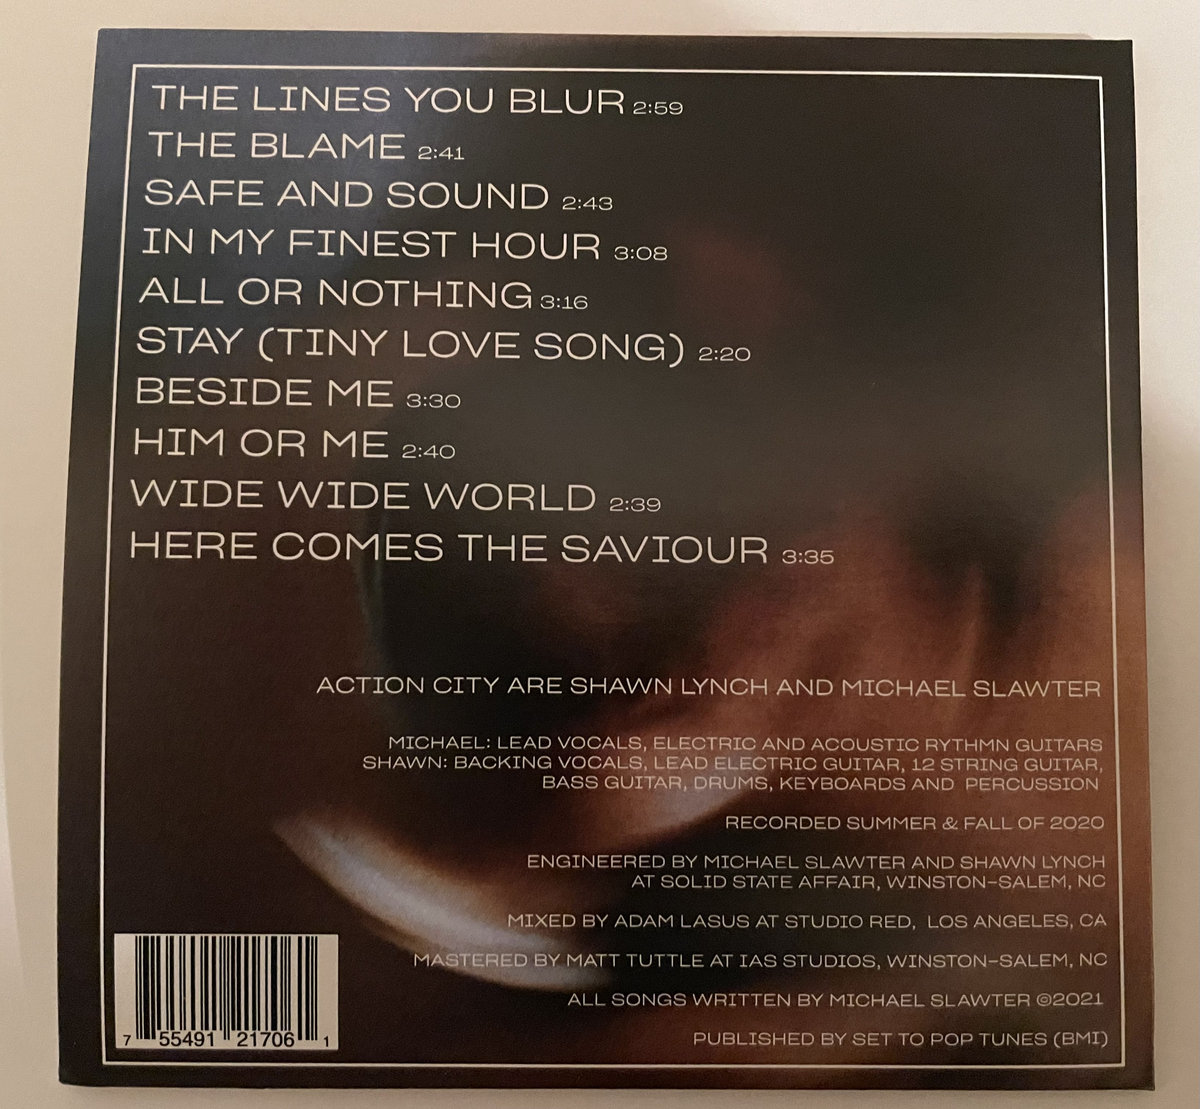 THE LINES YOU BLUR 2:59
THE BLAME 2:41
SAFE AND SOUND 2:43
IN MY FINEST HOUR 3:08
ALL OR NOTHING 3:16
STAY (TINY LOVE SONG) 2:20
BESIDE ME 3:30
HIM OR ME 2:40
WIDE WIDE WORLD 2:39
HERE COMES THE SAVIOUR 3:35
ACTION CITY ARE SHAWN LYNCH AND MICHAEL SLAWTER
MICHAEL: LEAD VOCALS, ELECTRIC AND ACOUSTIC RYTHMN GUITARS
SHAWN: BACKING VOCALS, LEAD ELECTRIC GUITAR, 12 STRING GUITAR,
BASS GUITAR, DRUMS, KEYBOARDS AND PERCUSSION
RECORDED SUMMER & FALL OF 2020
ENGINEERED BY MICHAEL SLAWTER AND SHAWN LYNCH
AT SOLID STATE AFFAIR, WINSTON-SALEM, NC
MIXED BY ADAM LASUS AT STUDIO RED, LOS ANGELES, CA
MASTERED BY MATT TUTTLE AT IAS STUDIOS, WINSTON-SALEM, NC
ALL SONGS WRITTEN BY MICHAEL SLAWTER ©2021
PUBLISHED BY SET TO POP TUNES (BMI)
7 55491 21706 1